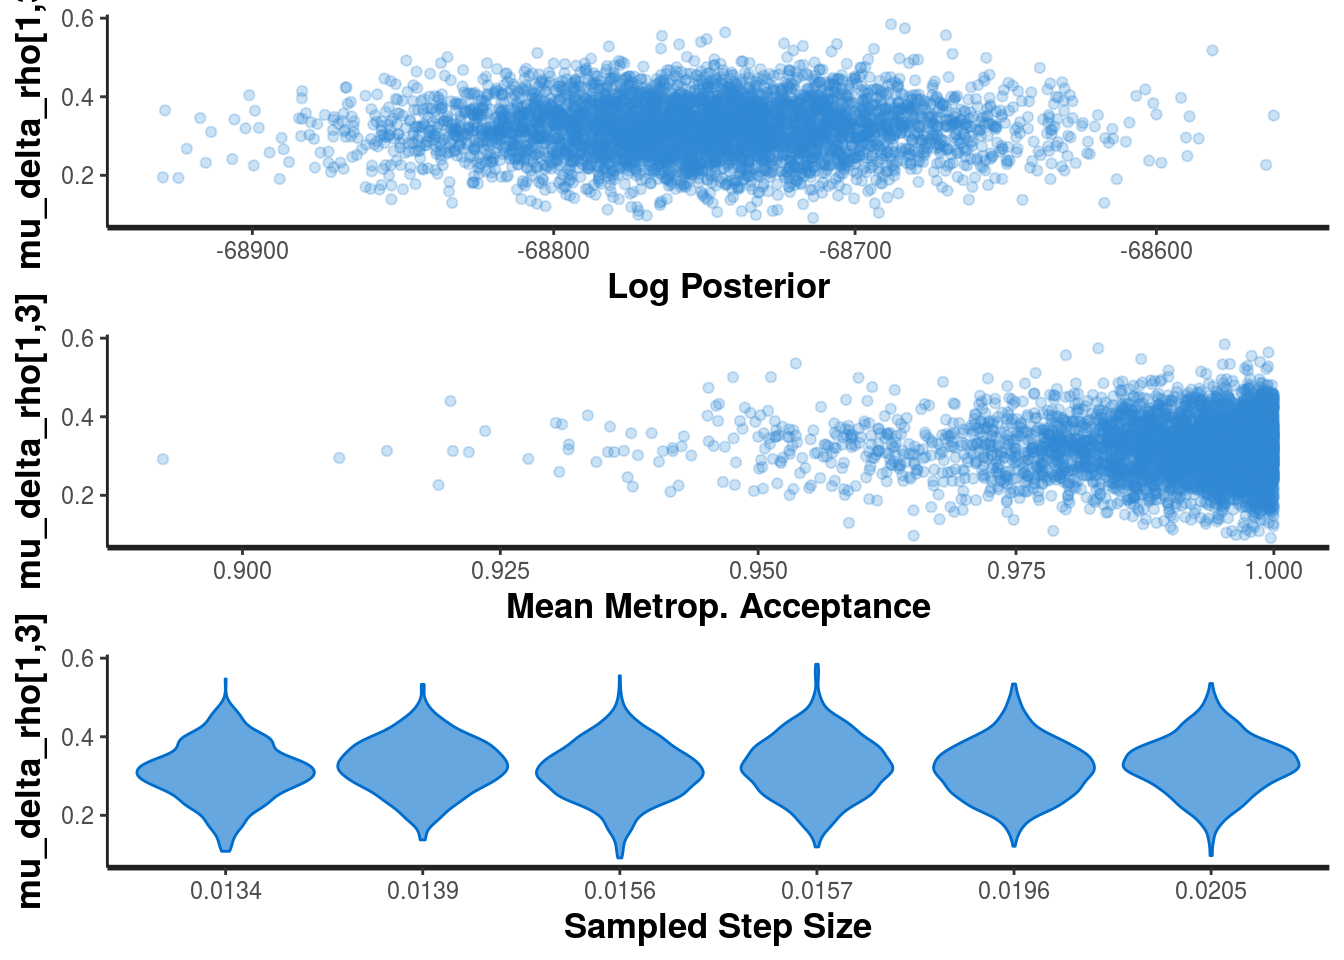 mu_delta_rho[1,
0.6
0.4
0.2
-68900 -68800 -68700 -68600
Log Posterior
mu_delta_rho[1,3]
0.6
0.4
0.2
0.900 0.925 0.950 0.975 1.000
Mean Metrop. Acceptance
mu_delta_rho[1,3]
0.6
0.4
0.2
0.0134 0.0139 0.0156 0.0157 0.0196 0.0205
Sampled Step Size